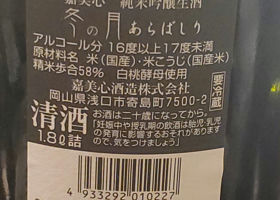 嘉美心 純米吟醸生酒
冬の月 あらばしり
アルコール分 16度以上17度未満
原材料名 米(国産)・米こうじ(国産米)
精米歩合58% 白桃酵母使用
嘉美心酒造株式会社
岡山県浅口市寄島町7500-2
要冷蔵
清酒
1.8ℓ詰
お酒は二十歳になってから。
「妊娠中や授乳期の飲酒は胎児・乳児
の発育に影響するおそれがありますの
で、気をつけましょう」
4933292010227